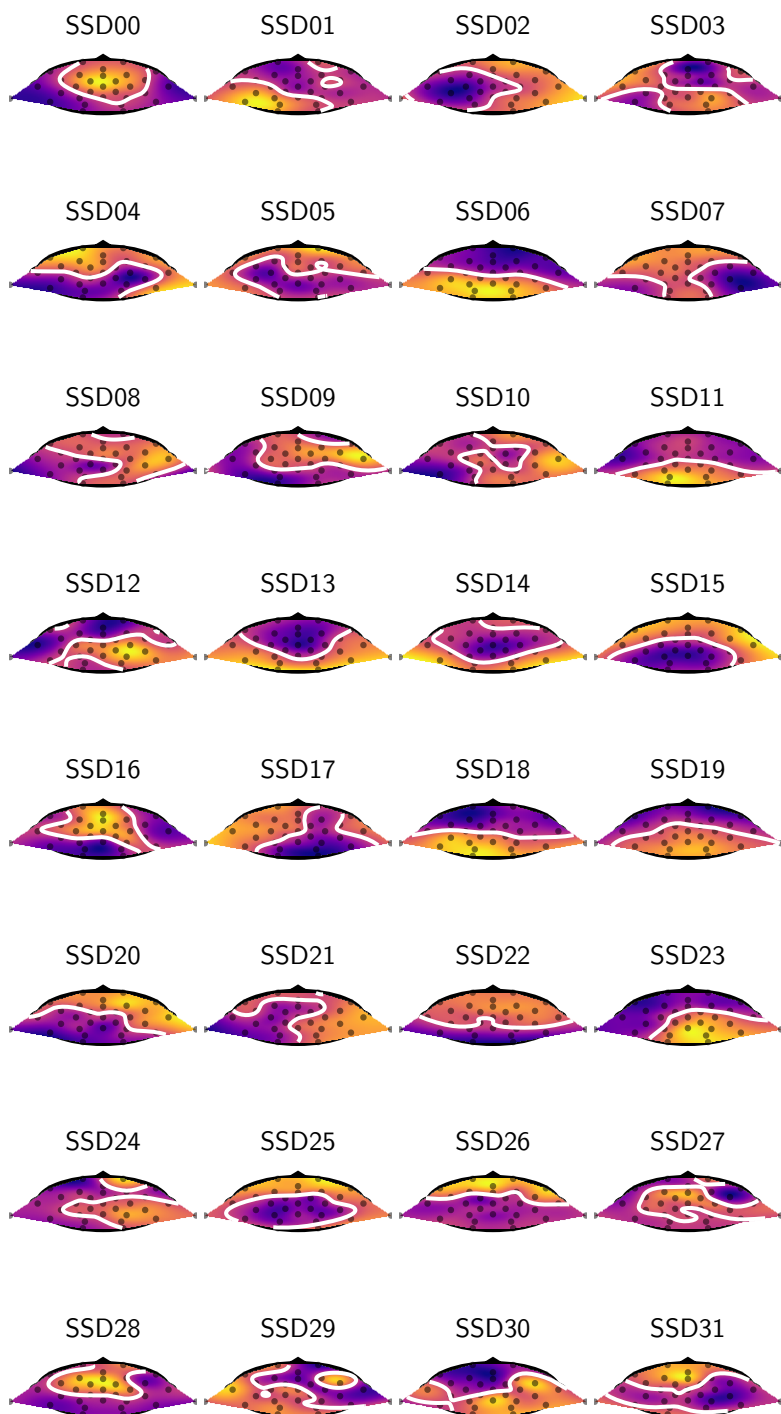 SSD00 SSD01 SSD02 SSD03
SSD04 SSD05 SSD06 SSD07
SSD08 SSD09 SSD10 SSD11
SSD12 SSD13 SSD14 SSD15
SSD16 SSD17 SSD18 SSD19
SSD20 SSD21 SSD22 SSD23
SSD24 SSD25 SSD26 SSD27
SSD28 SSD29 SSD30 SSD31